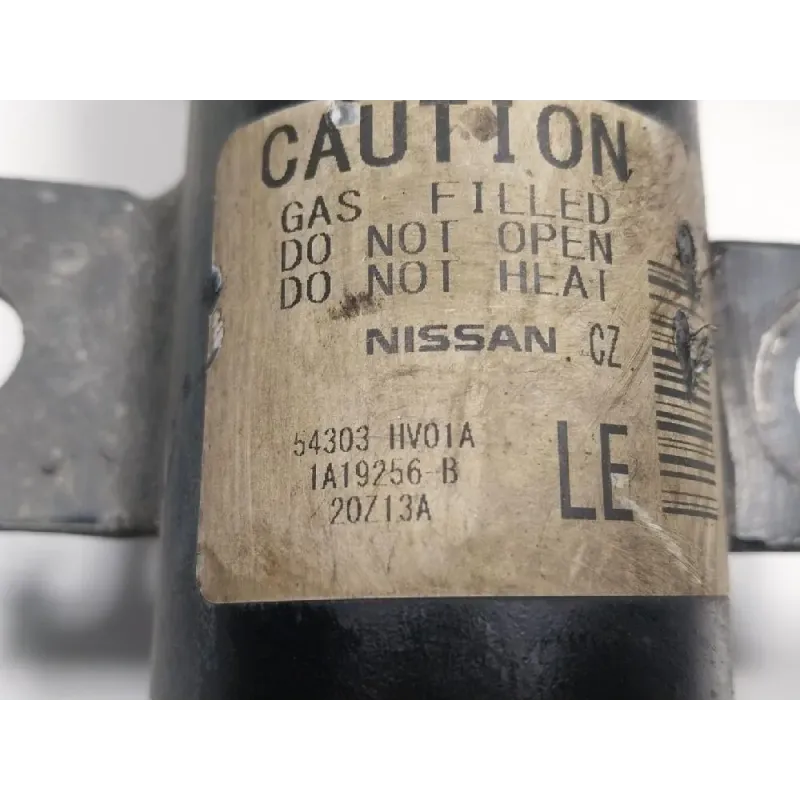 CAUTION
GAS FILLED
DO NOT OPEN
DO NOT HEAT
NISSAN. CZ.
54303 HV01A
1A19256-B
20Z13A
LE